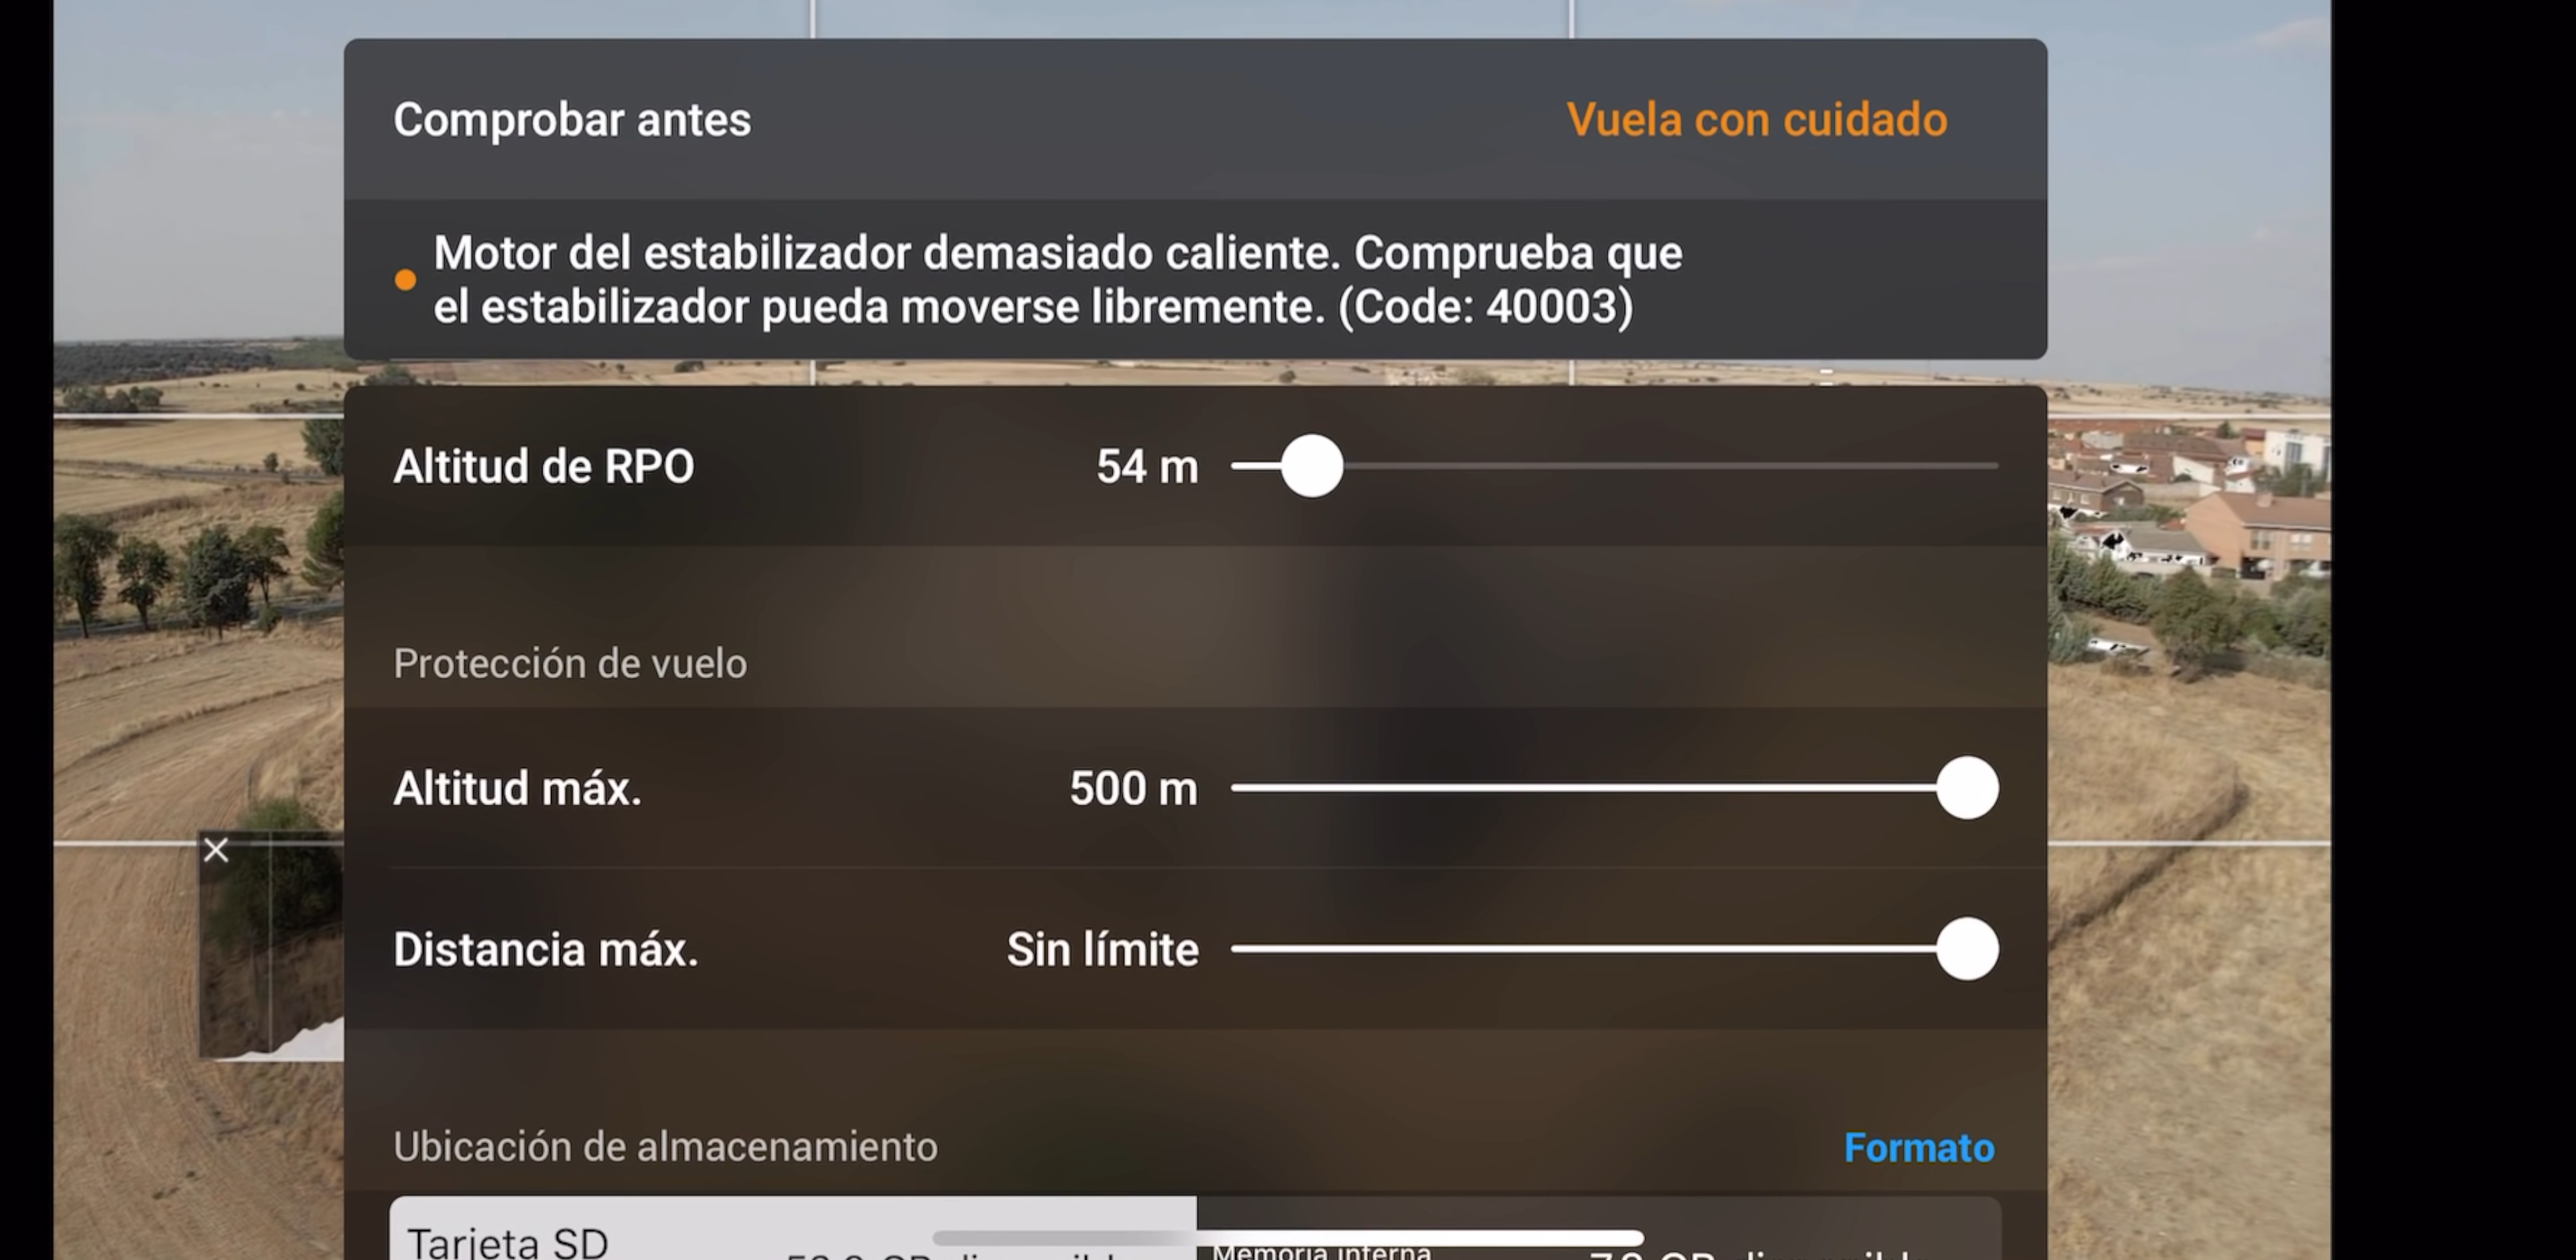 Comprobar antes
Vuela con cuidado
Motor del estabilizador demasiado caliente. Comprueba que
el estabilizador pueda moverse libremente. (Code: 40003)
Altitud de RPO
54 m
Protección de vuelo
Altitud máx.
500 m
Distancia máx.
Sin límite
Ubicación de almacenamiento
Formato
Tarjeta SD
Memoria interna